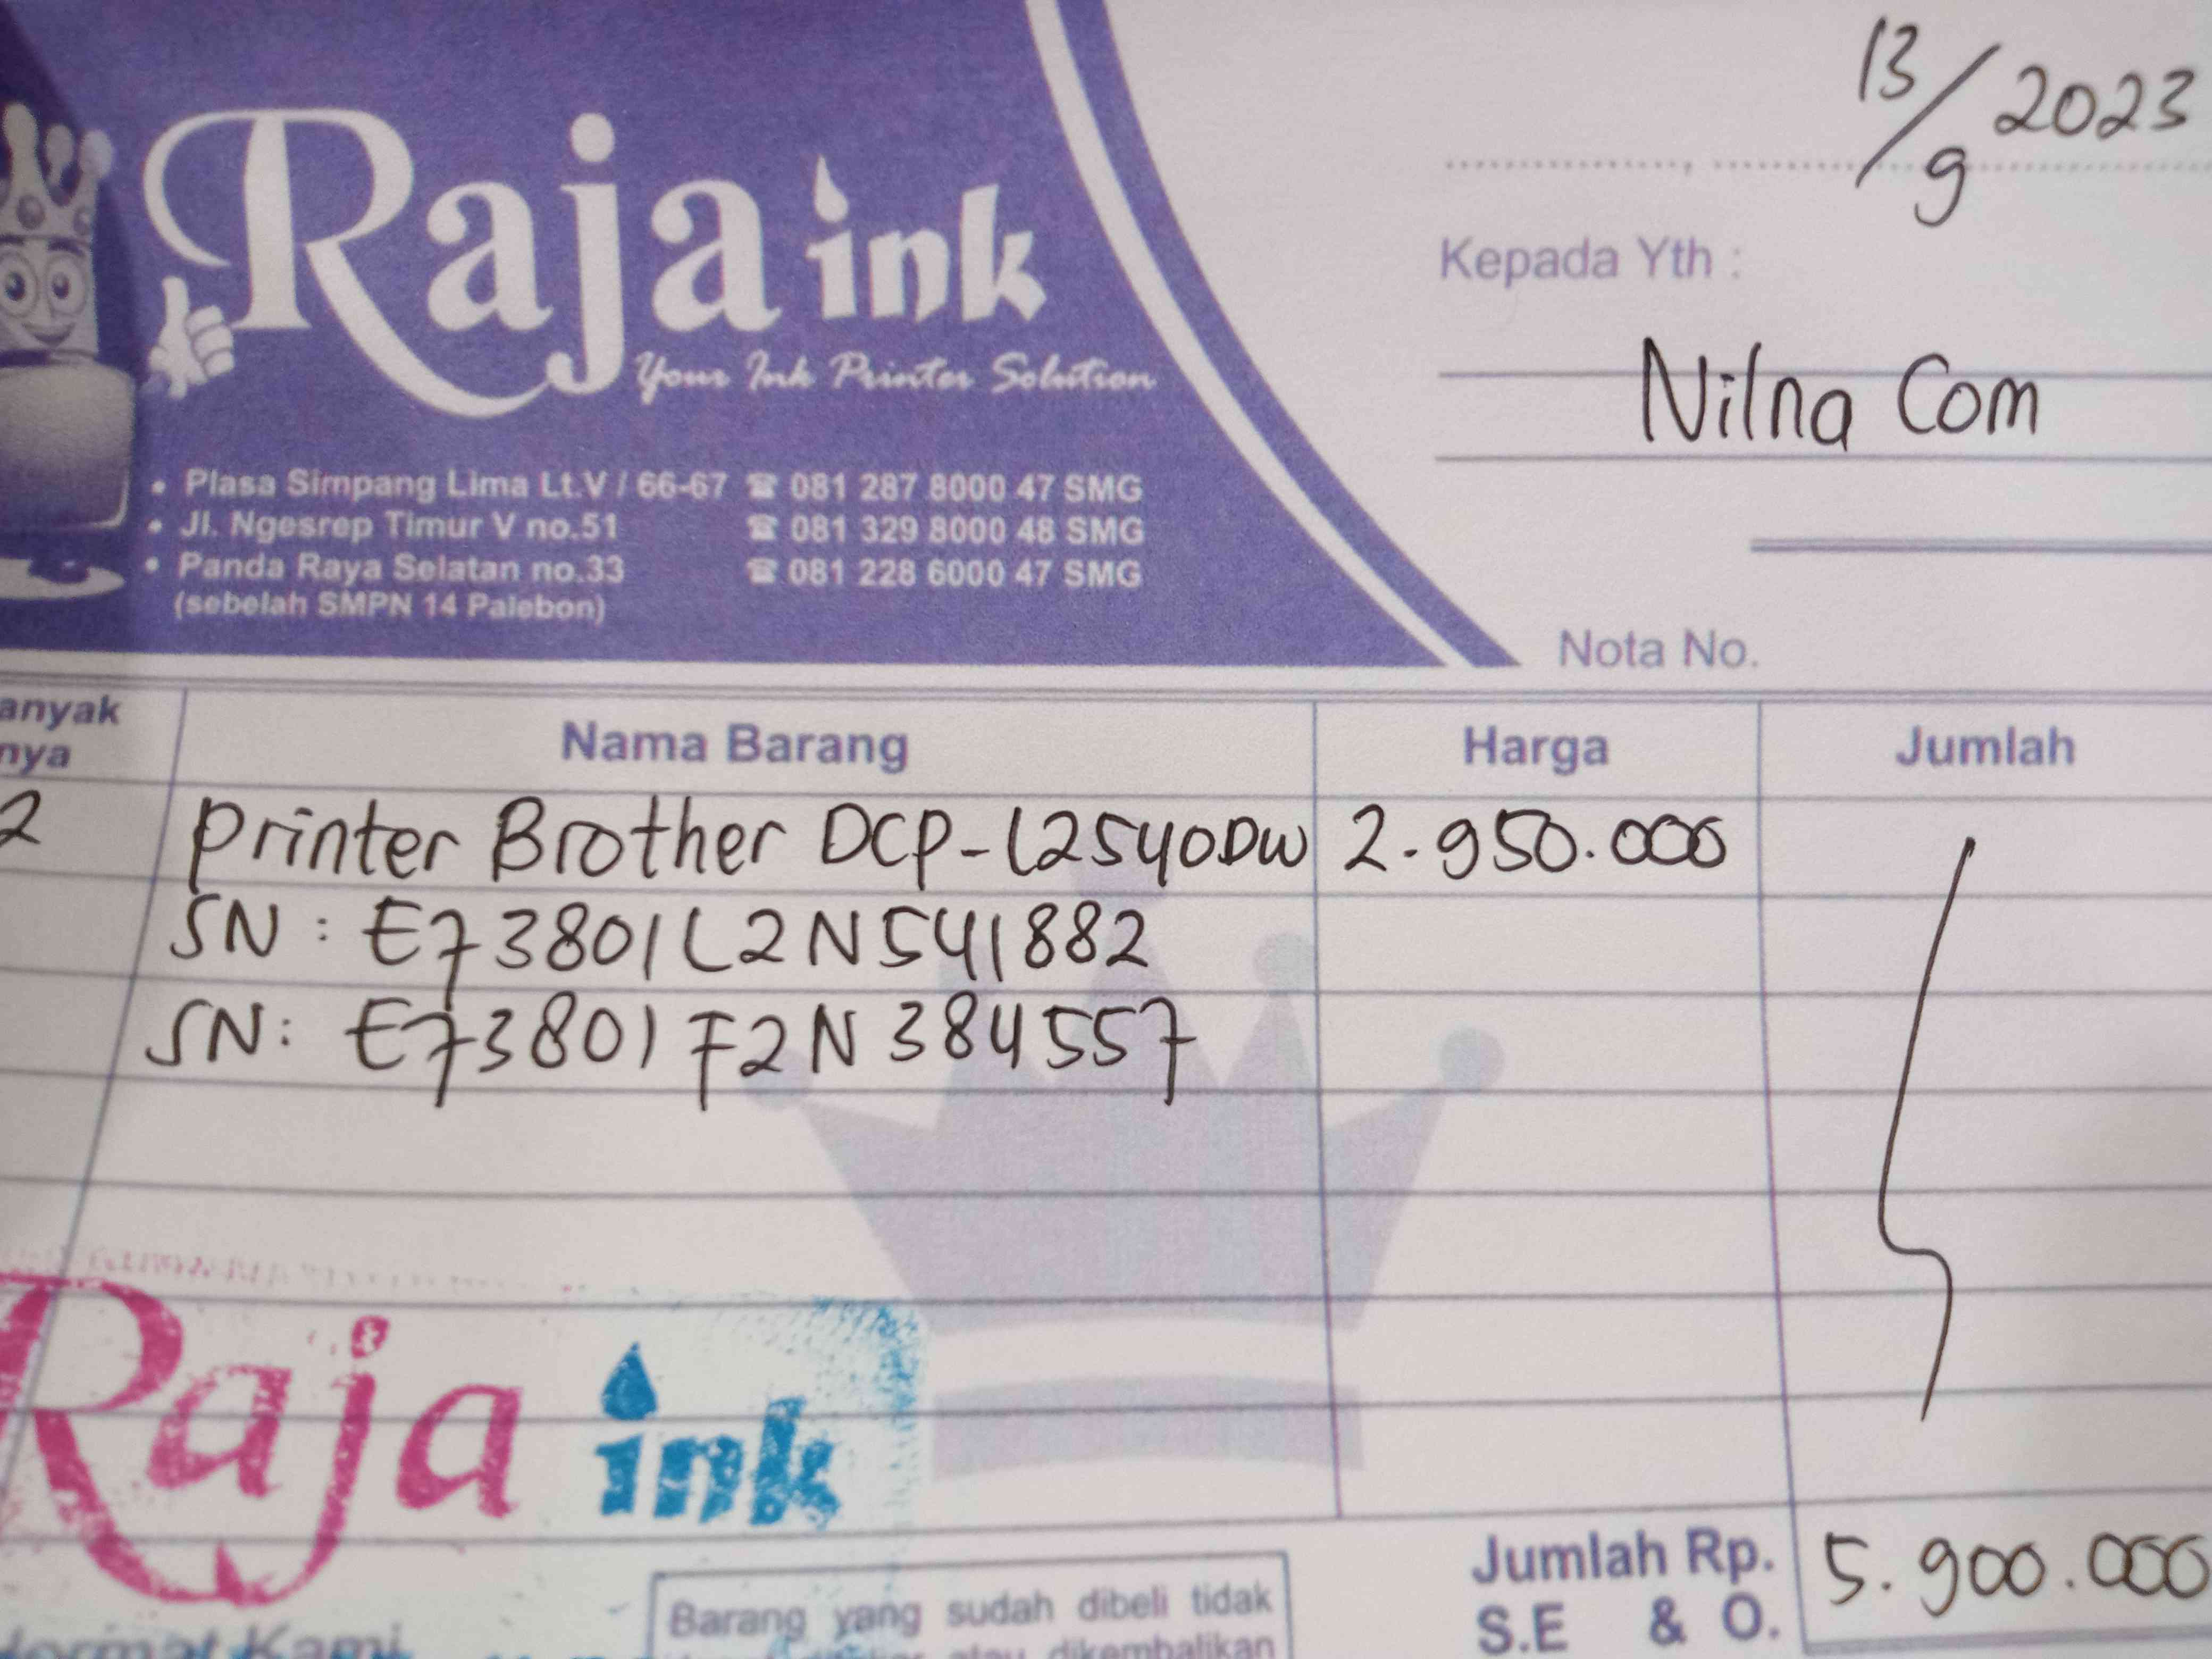 Raja ink
Your Ink Printer Solution
• Plasa Simpang Lima Lt.V / 66-67 ☎ 081 287 8000 47 SMG
• Jl. Ngesrep Timur V no.51 ☎ 081 329 8000 48 SMG
• Panda Raya Selatan no.33 ☎ 081 228 6000 47 SMG
(sebelah SMPN 14 Palebon)
13/9 2023
Kepada Yth :
Nilna Com
Nota No.
anyak
nya
Nama Barang Harga Jumlah
2 Printer Brother DCP-L2540DW 2.950.000
SN : E73801L2N541882
SN : E73801F2N384557
Raja ink
Jumlah Rp. 5.900.000
S.E & O.
Barang yang sudah dibeli tidak
atau dikembalikan
Hormat Kami